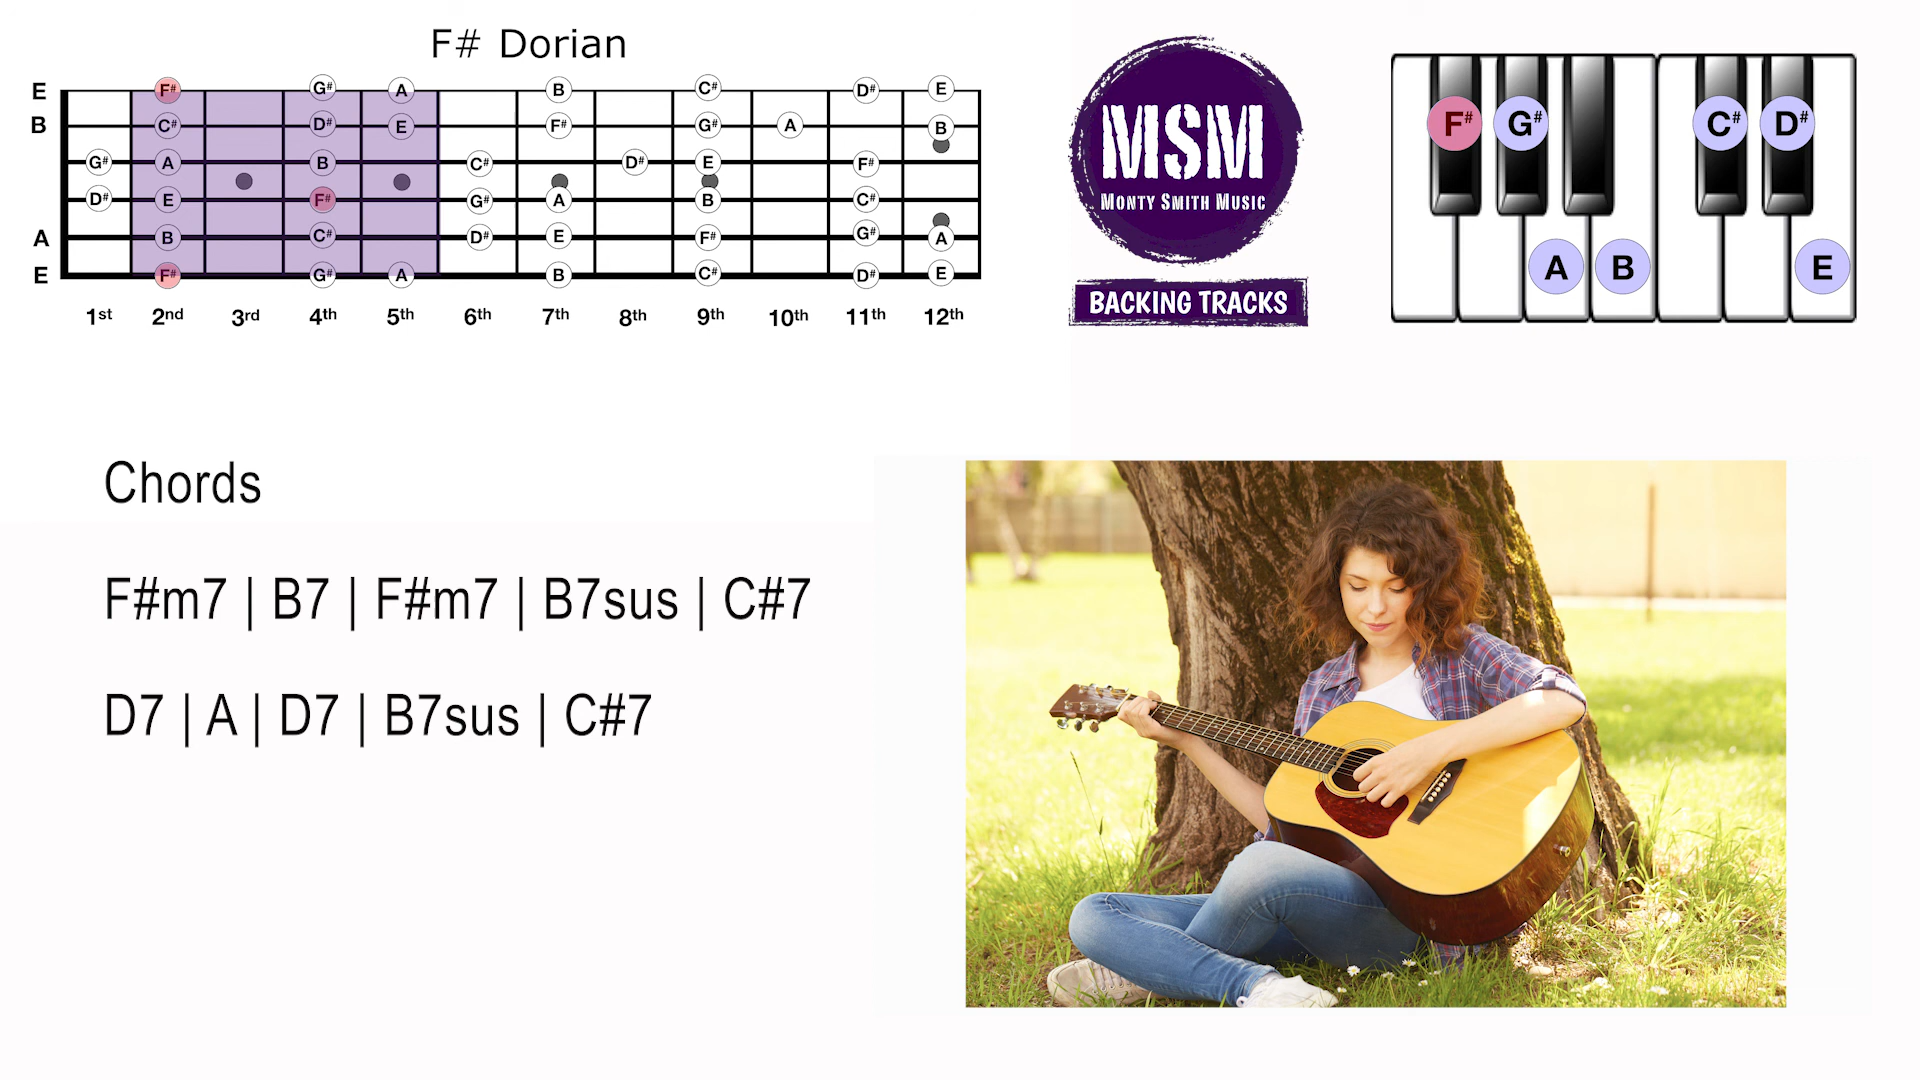 F# Dorian
E F# G# A B C# D# E
B C# D# E F# G# A B
G# A B C# D# E F#
D# E F# G# A B C#
A B C# D# E F# G# A
E F# G# A B C# D# E
1st 2nd 3rd 4th 5th 6th 7th 8th 9th 10th 11th 12th
MSM
MONTY SMITH MUSIC
BACKING TRACKS
F# G# C# D#
A B E
Chords
F#m7 | B7 | F#m7 | B7sus | C#7
D7 | A | D7 | B7sus | C#7